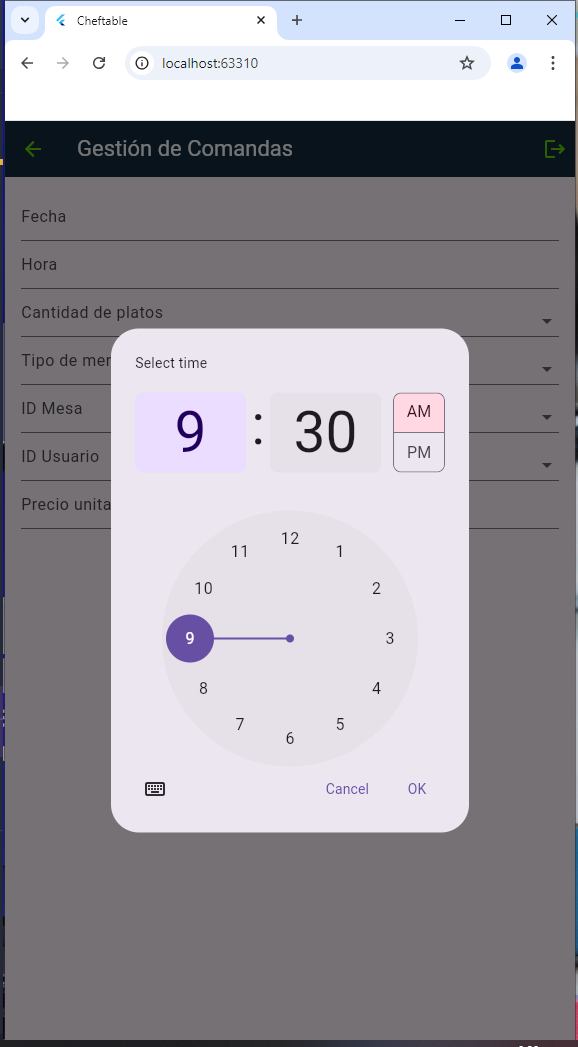 Cheftable
localhost:63310
Gestión de Comandas
Fecha
Hora
Cantidad de platos
Tipo de mer
ID Mesa
ID Usuario
Precio unita
Select time
9 : 30
AM
PM
12
11 1
10 2
9 3
8 4
7 5
6
Cancel OK